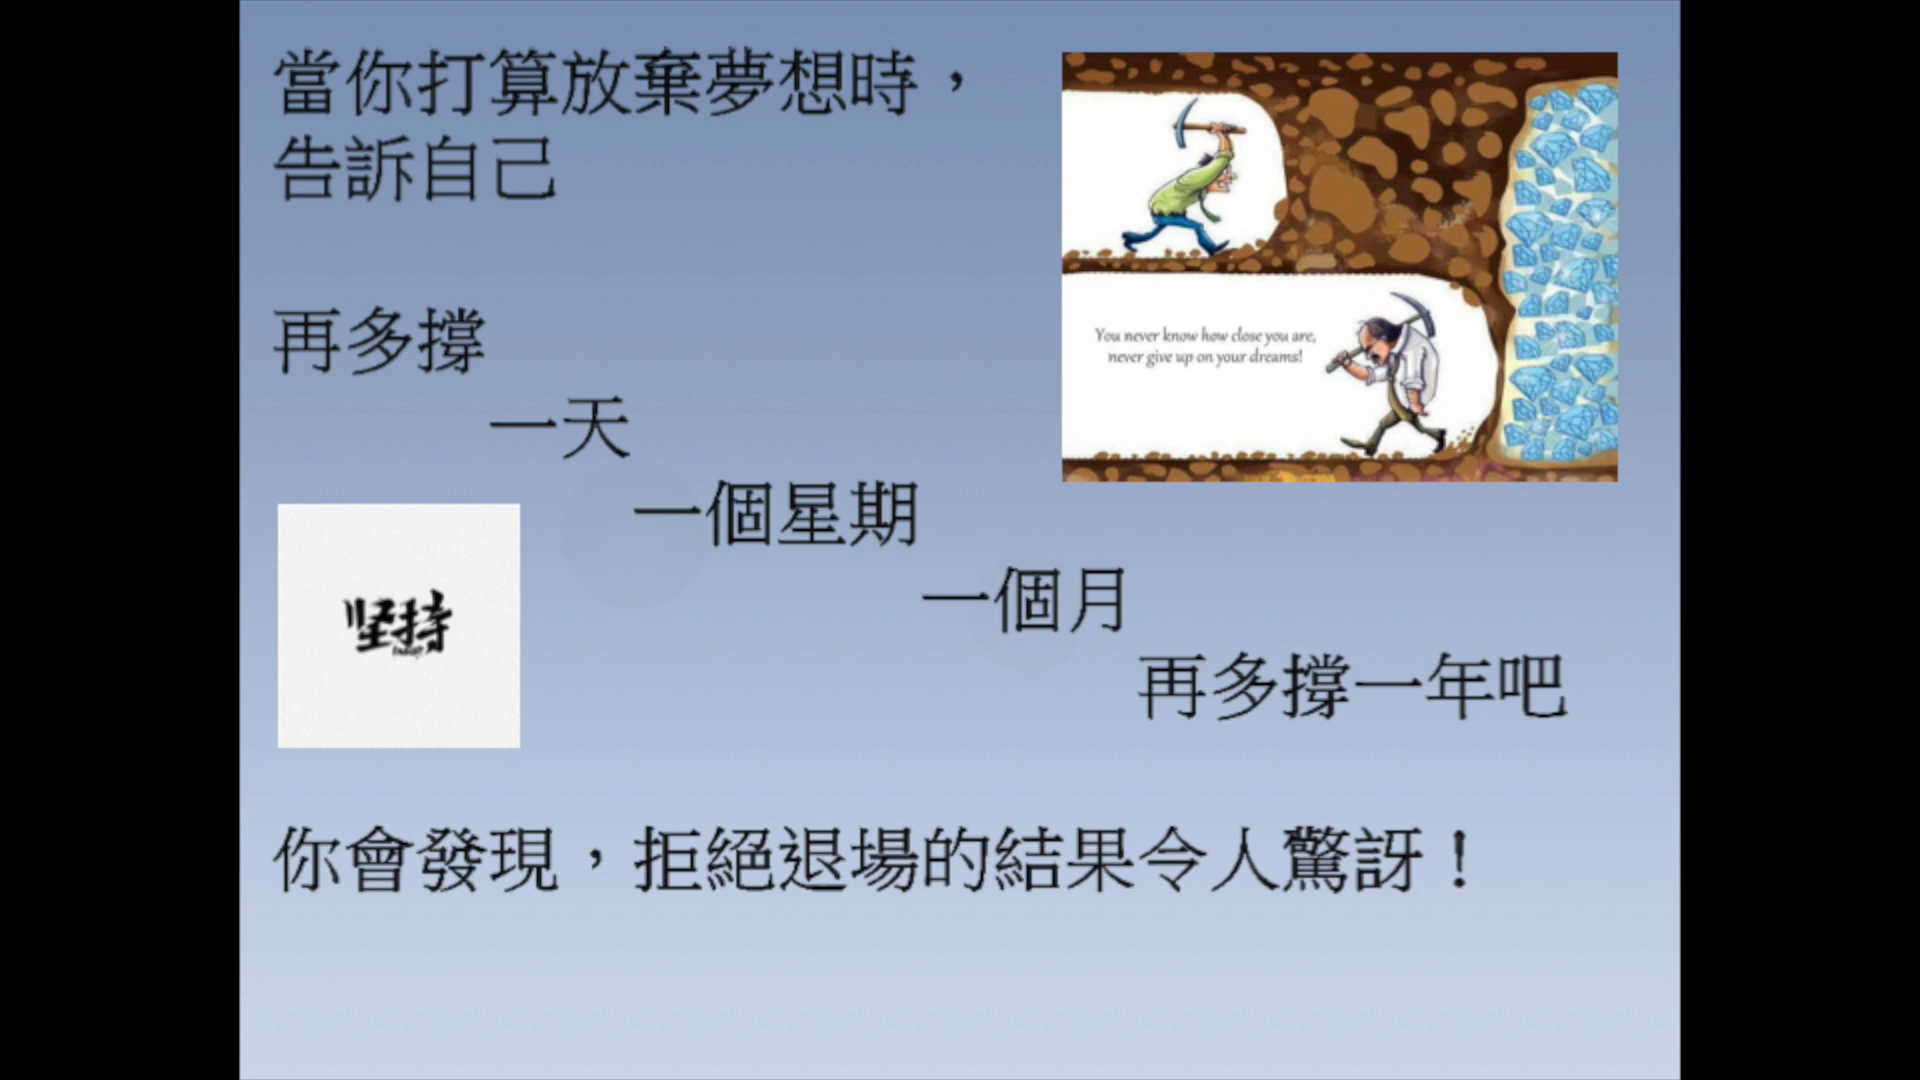 當你打算放棄夢想時，
告訴自己
再多撐
一天
一個星期
一個月
再多撐一年吧
你會發現，拒絕退場的結果令人驚訝！
You never know how close you are,
never give up on your dreams!
坚持